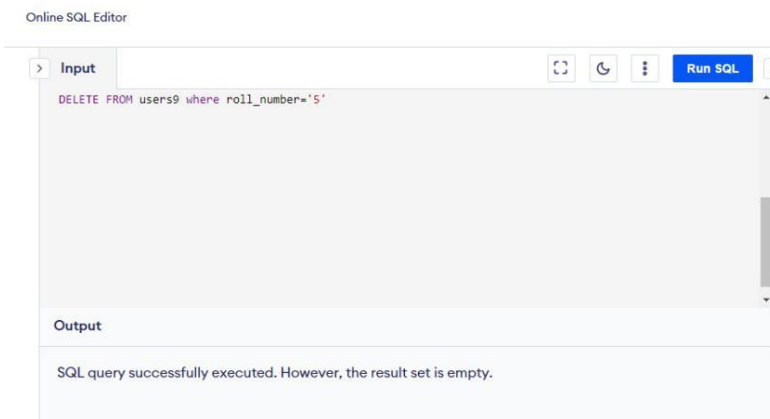 Online SQL Editor
Input
Run SQL
DELETE FROM users9 where roll_number='5'
Output
SQL query successfully executed. However, the result set is empty.